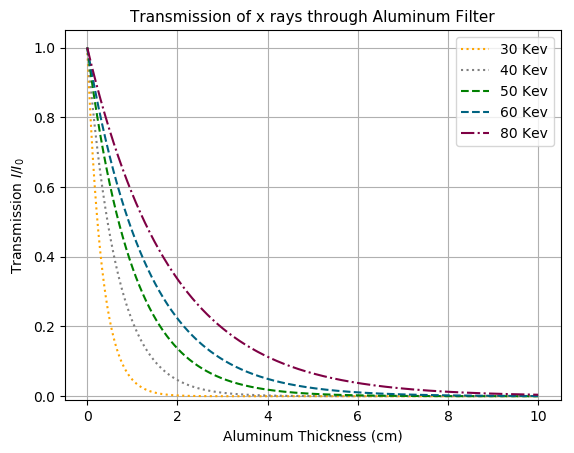 Transmission of x rays through Aluminum Filter
30 Kev
40 Kev
50 Kev
60 Kev
80 Kev
Transmission I/I₀
1.0
0.8
0.6
0.4
0.2
0.0
0 2 4 6 8 10
Aluminum Thickness (cm)